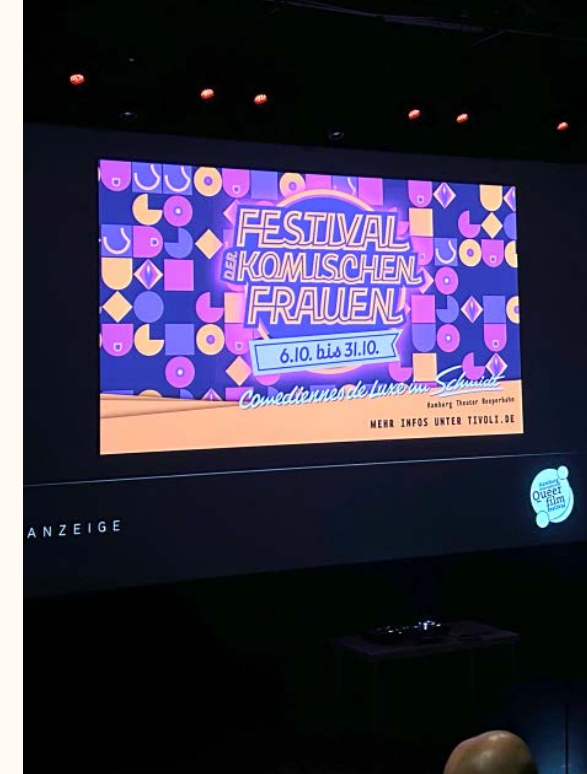 FESTIVAL
DER KOMISCHEN
FRAUEN
6.10. bis 31.10.
Comediennes de Luxe im Schmidt
Hamburg Theater Reeperbahn
MEHR INFOS UNTER TIVOLI.DE
ANZEIGE
Hamburg
Queer
film
festival